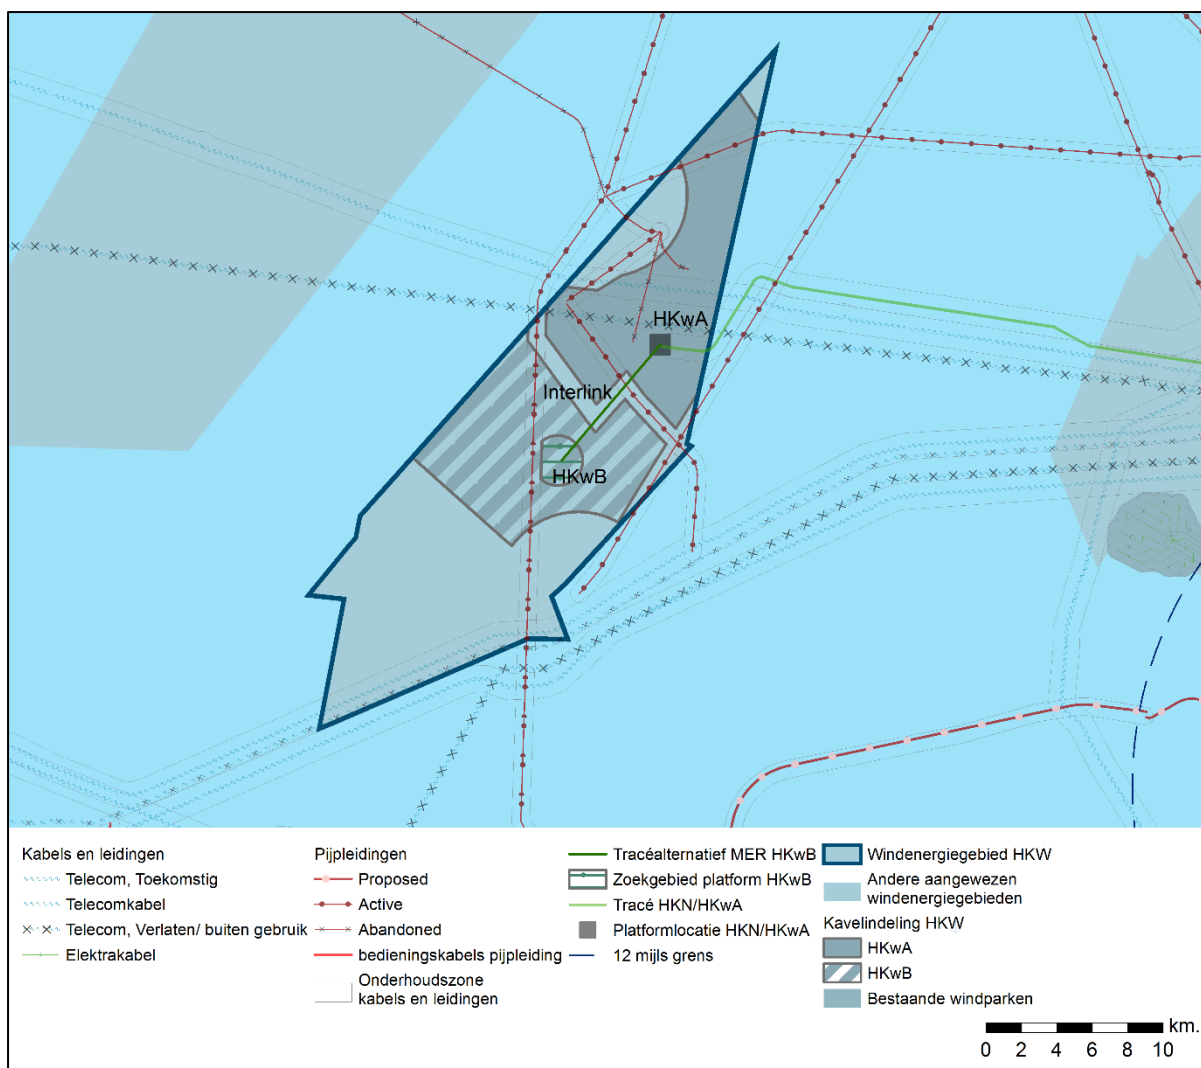 HKwA
Interlink
HKwB
Kabels en leidingen
Telecom, Toekomstig
Telecomkabel
Telecom, Verlaten/ buiten gebruik
Elektrakabel
Pijpleidingen
Proposed
Active
Abandoned
bedieningskabels pijpleiding
Onderhoudszone
kabels en leidingen
Tracéalternatief MER HKwB
Zoekgebied platform HKwB
Tracé HKN/HKwA
Platformlocatie HKN/HKwA
12 mijls grens
Windenergiegebied HKW
Andere aangewezen
windenergiegebieden
Kavelindeling HKW
HKwA
HKwB
Bestaande windparken
km.
0 2 4 6 8 10